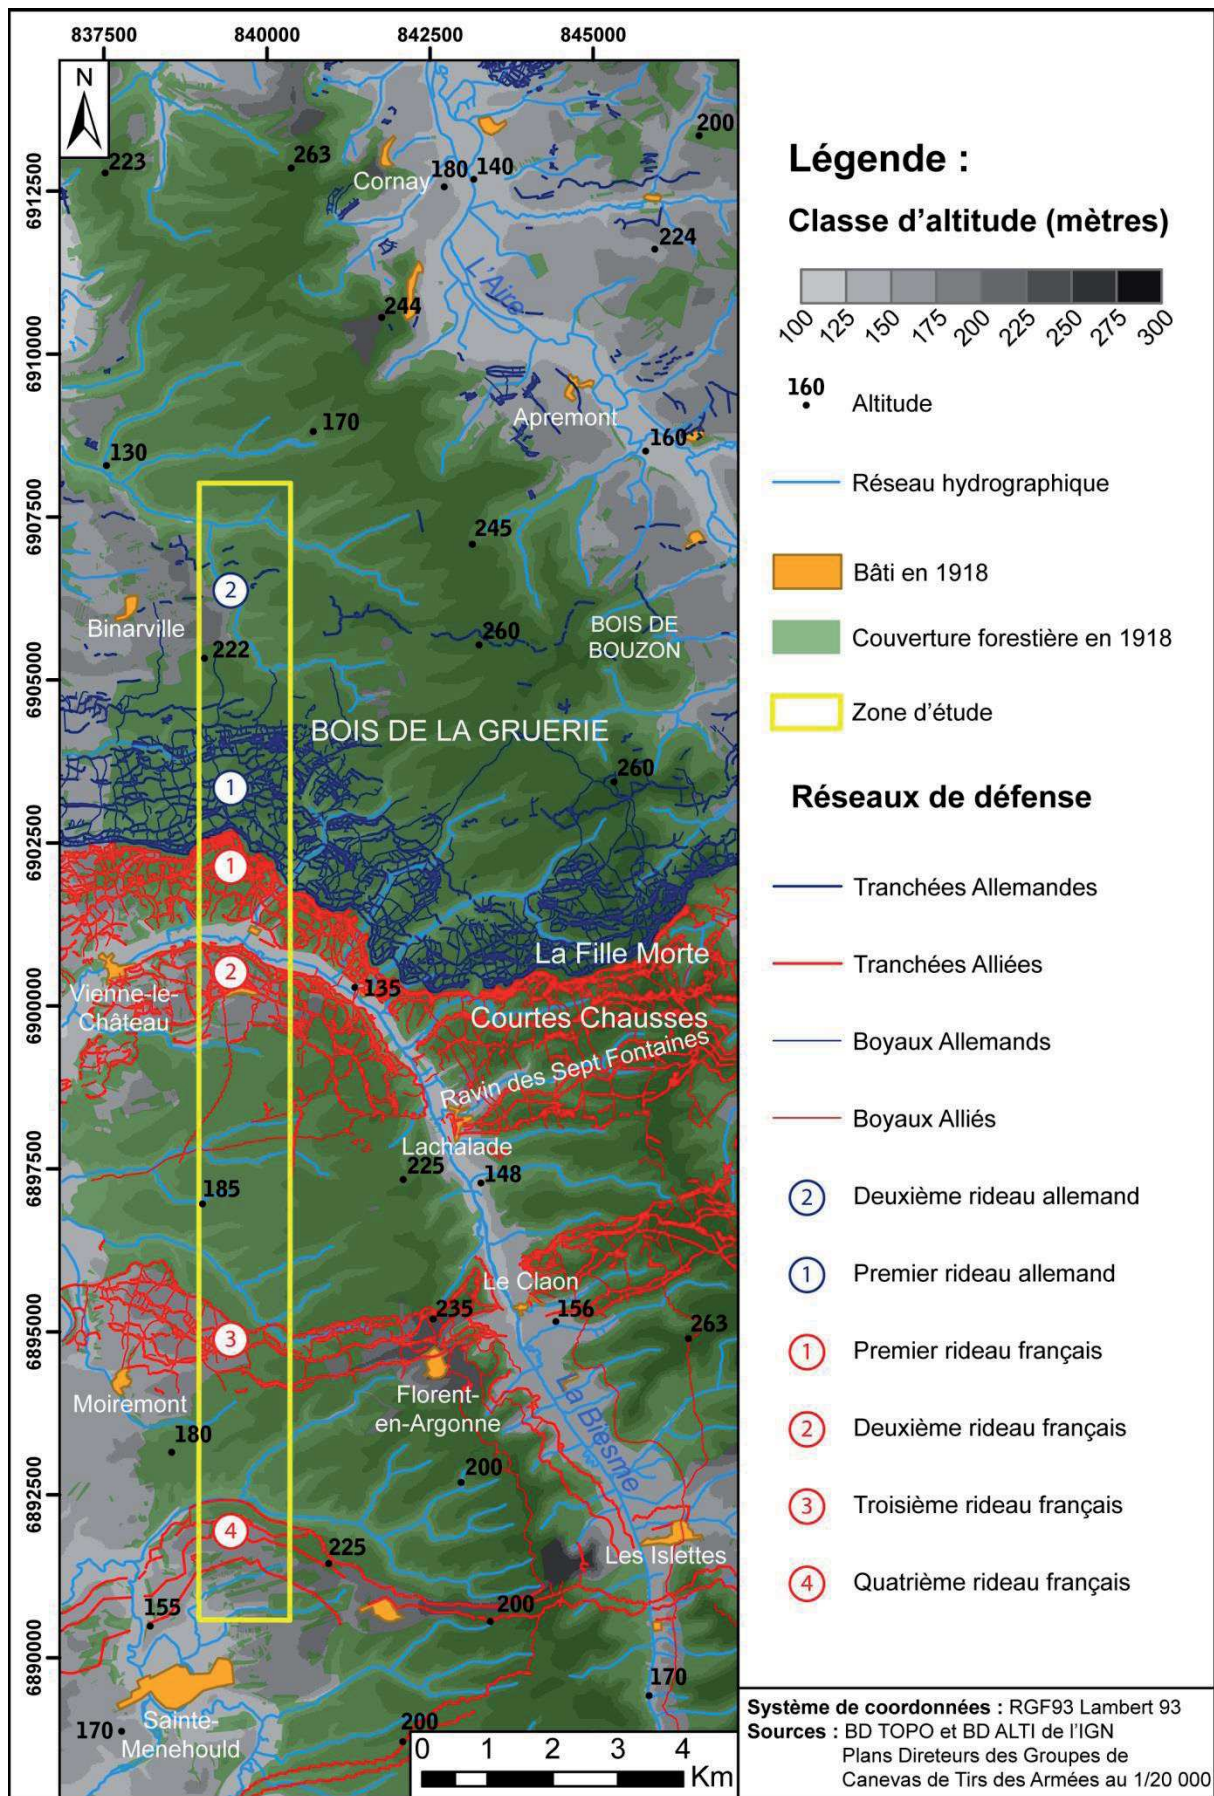 837500
840000
842500
845000
N
6912500
6910000
6907500
6905000
6902500
6900000
6897500
6895000
6892500
6890000
223
263
Cornay
180
140
200
224
L'Aire
244
Apremont
170
130
160
245
2
Binarville
222
260
BOIS DE
BOUZON
BOIS DE LA GRUERIE
260
1
1
La Fille Morte
2
Vienne-le-
Château
135
Courtes Chausses
Ravin des Sept Fontaines
Lachalade
225
148
185
Le Claon
235
156
263
3
Moiremont
Florent-
en-Argonne
La Biesme
180
200
4
225
Les Islettes
155
200
170
Sainte-
Menehould
170
200
0 1 2 3 4
Km
Légende :
Classe d'altitude (mètres)
100 125 150 175 200 225 250 275 300
160
Altitude
Réseau hydrographique
Bâti en 1918
Couverture forestière en 1918
Zone d'étude
Réseaux de défense
Tranchées Allemandes
Tranchées Alliées
Boyaux Allemands
Boyaux Alliés
2 Deuxième rideau allemand
1 Premier rideau allemand
1 Premier rideau français
2 Deuxième rideau français
3 Troisième rideau français
4 Quatrième rideau français
Système de coordonnées : RGF93 Lambert 93
Sources : BD TOPO et BD ALTI de l'IGN
Plans Direteurs des Groupes de
Canevas de Tirs des Armées au 1/20 000